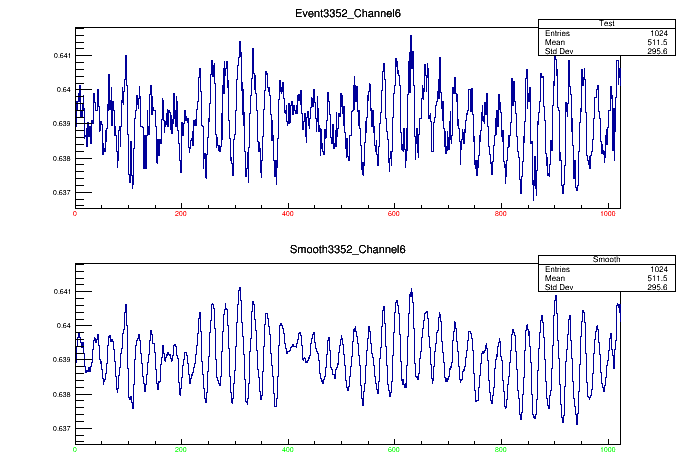 Event3352_Channel6
Test
Entries 1024
Mean 511.5
Std Dev 295.6
0.641
0.64
0.639
0.638
0.637
0 200 400 600 800 1000
Smooth3352_Channel6
Smooth
Entries 1024
Mean 511.5
Std Dev 295.6
0.641
0.64
0.639
0.638
0.637
0 200 400 600 800 1000